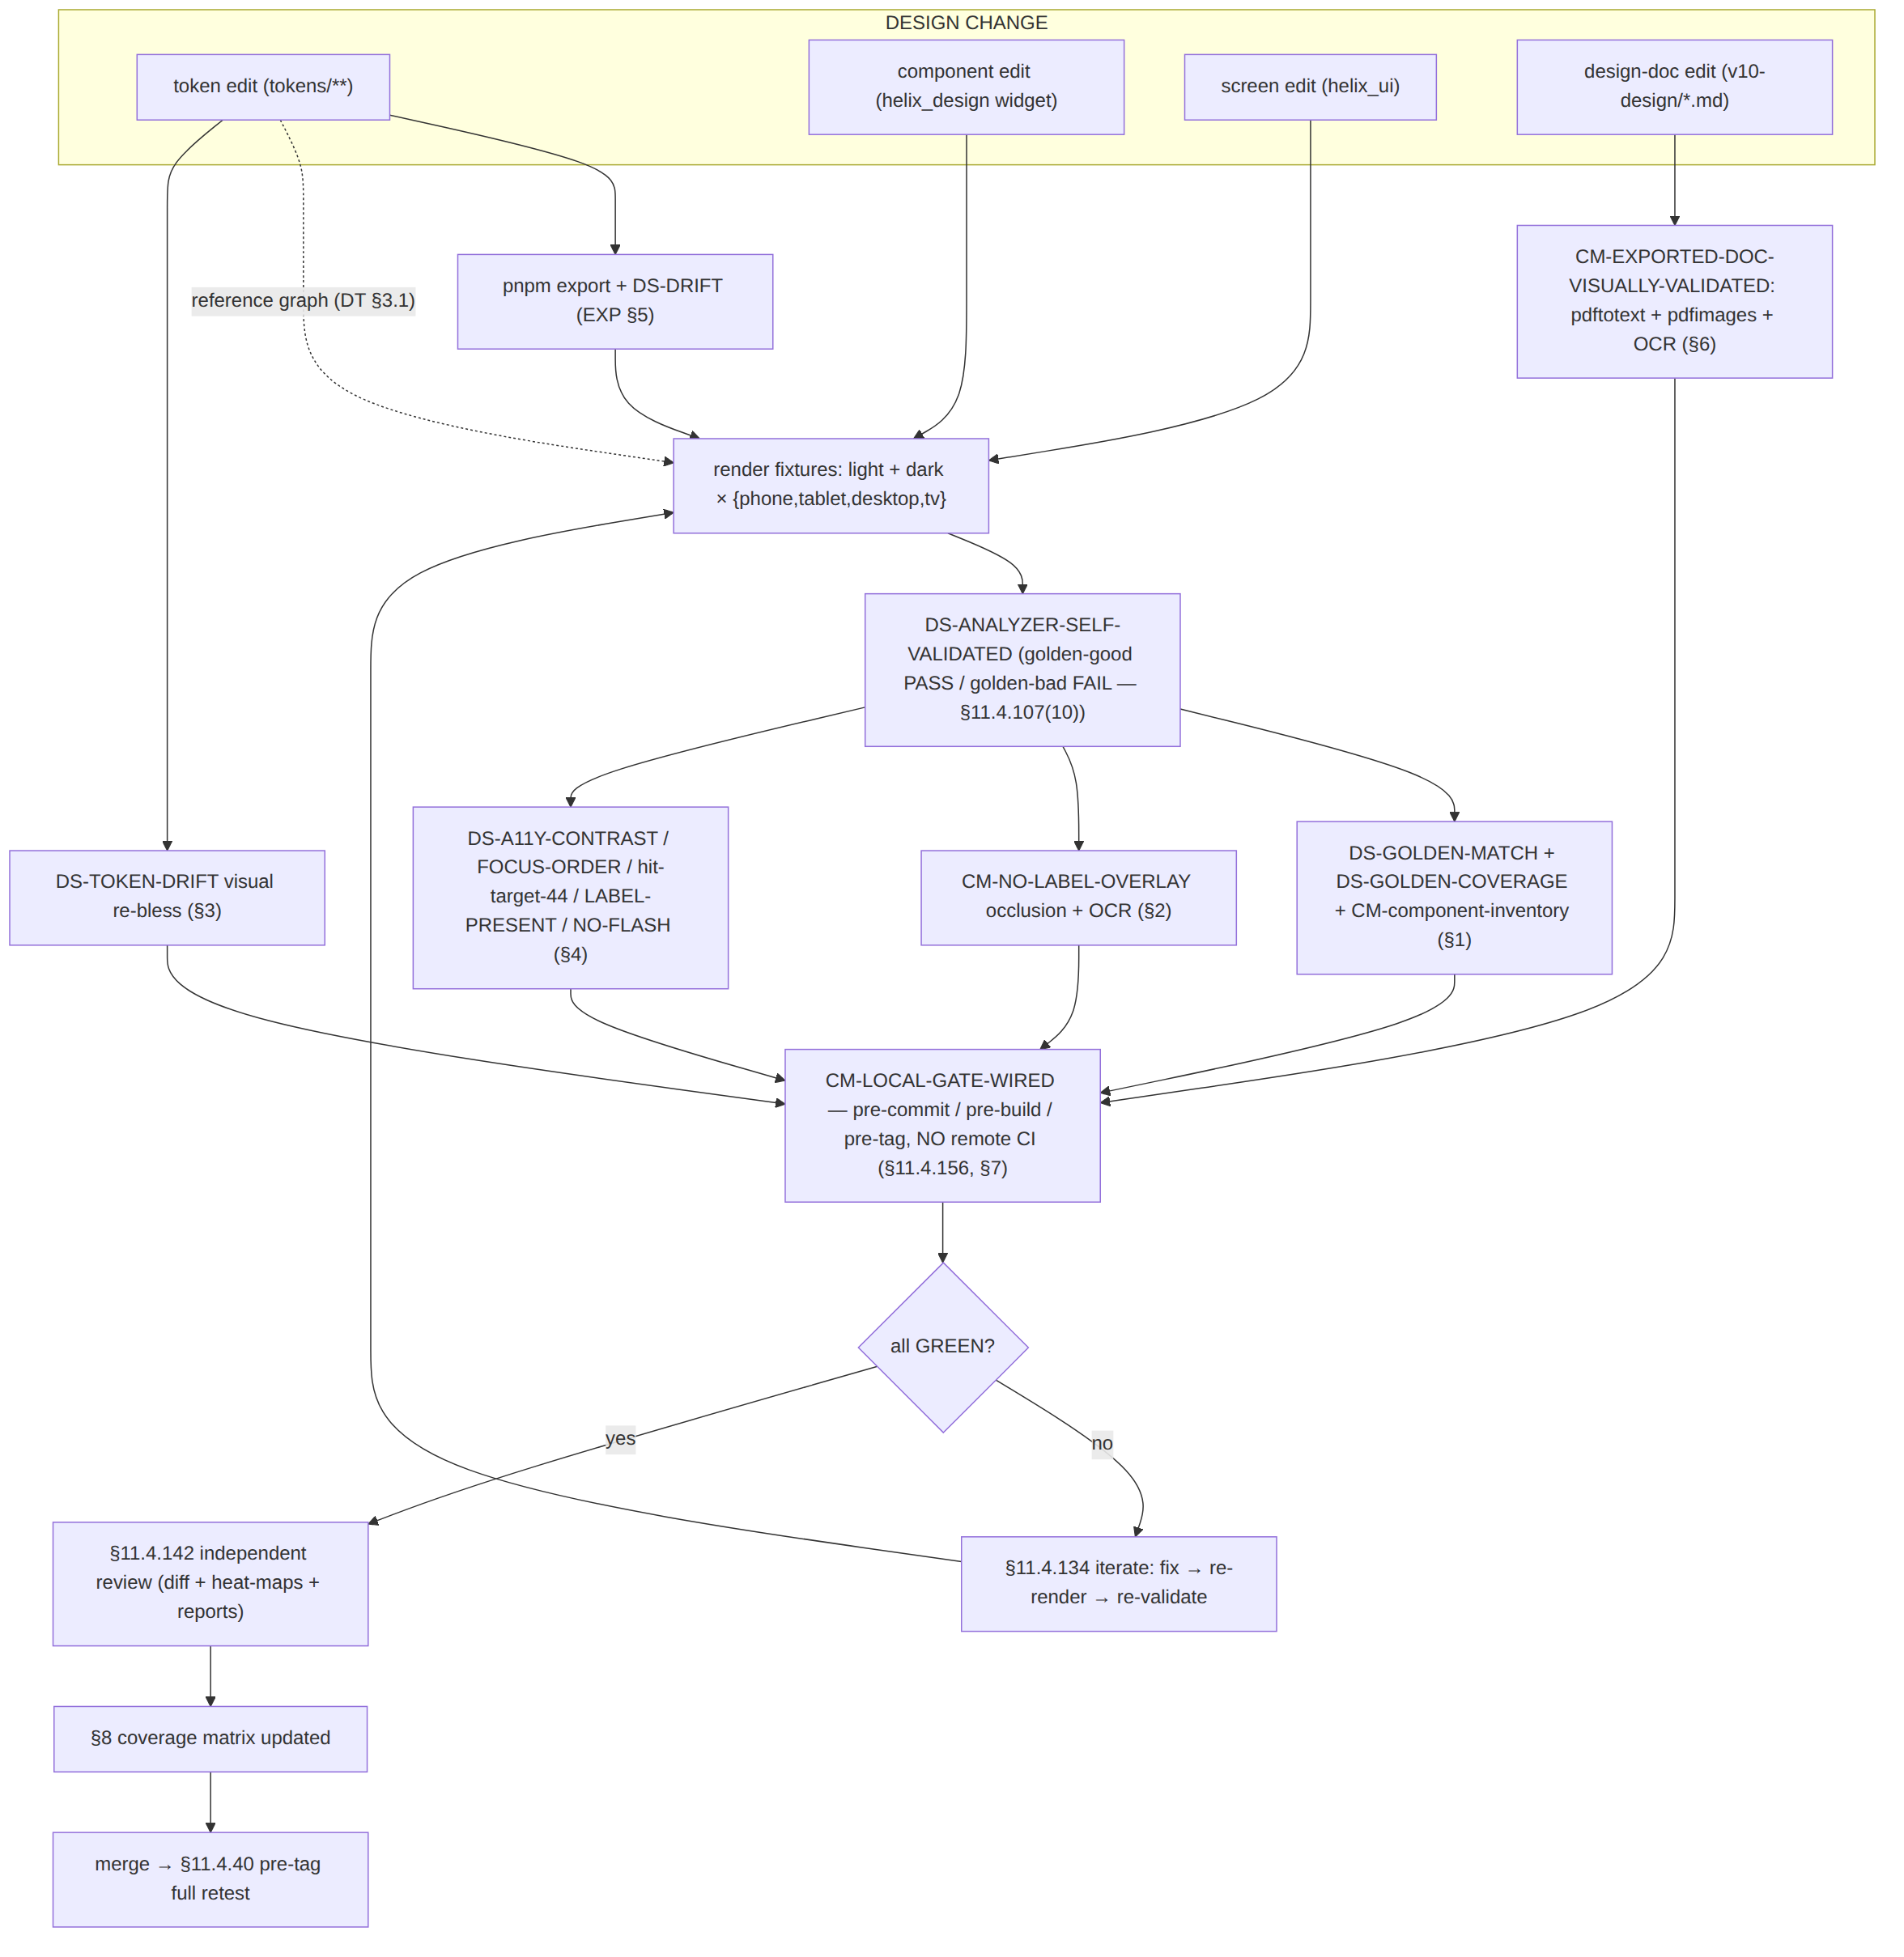 DESIGN CHANGE
token edit (tokens/**)
component edit
(helix_design widget)
screen edit (helix_ui)
design-doc edit (v10-
design/*.md)
reference graph (DT §3.1)
pnpm export + DS-DRIFT
(EXP §5)
CM-EXPORTED-DOC-
VISUALLY-VALIDATED:
pdftotext + pdfimages +
OCR (§6)
render fixtures: light + dark
× {phone,tablet,desktop,tv}
DS-ANALYZER-SELF-
VALIDATED (golden-good
PASS / golden-bad FAIL —
§11.4.107(10))
DS-TOKEN-DRIFT visual
re-bless (§3)
DS-A11Y-CONTRAST /
FOCUS-ORDER / hit-
target-44 / LABEL-
PRESENT / NO-FLASH
(§4)
CM-NO-LABEL-OVERLAY
occlusion + OCR (§2)
DS-GOLDEN-MATCH +
DS-GOLDEN-COVERAGE
+ CM-component-inventory
(§1)
CM-LOCAL-GATE-WIRED
— pre-commit / pre-build /
pre-tag, NO remote CI
(§11.4.156, §7)
all GREEN?
yes
no
§11.4.142 independent
review (diff + heat-maps +
reports)
§11.4.134 iterate: fix → re-
render → re-validate
§8 coverage matrix updated
merge → §11.4.40 pre-tag
full retest